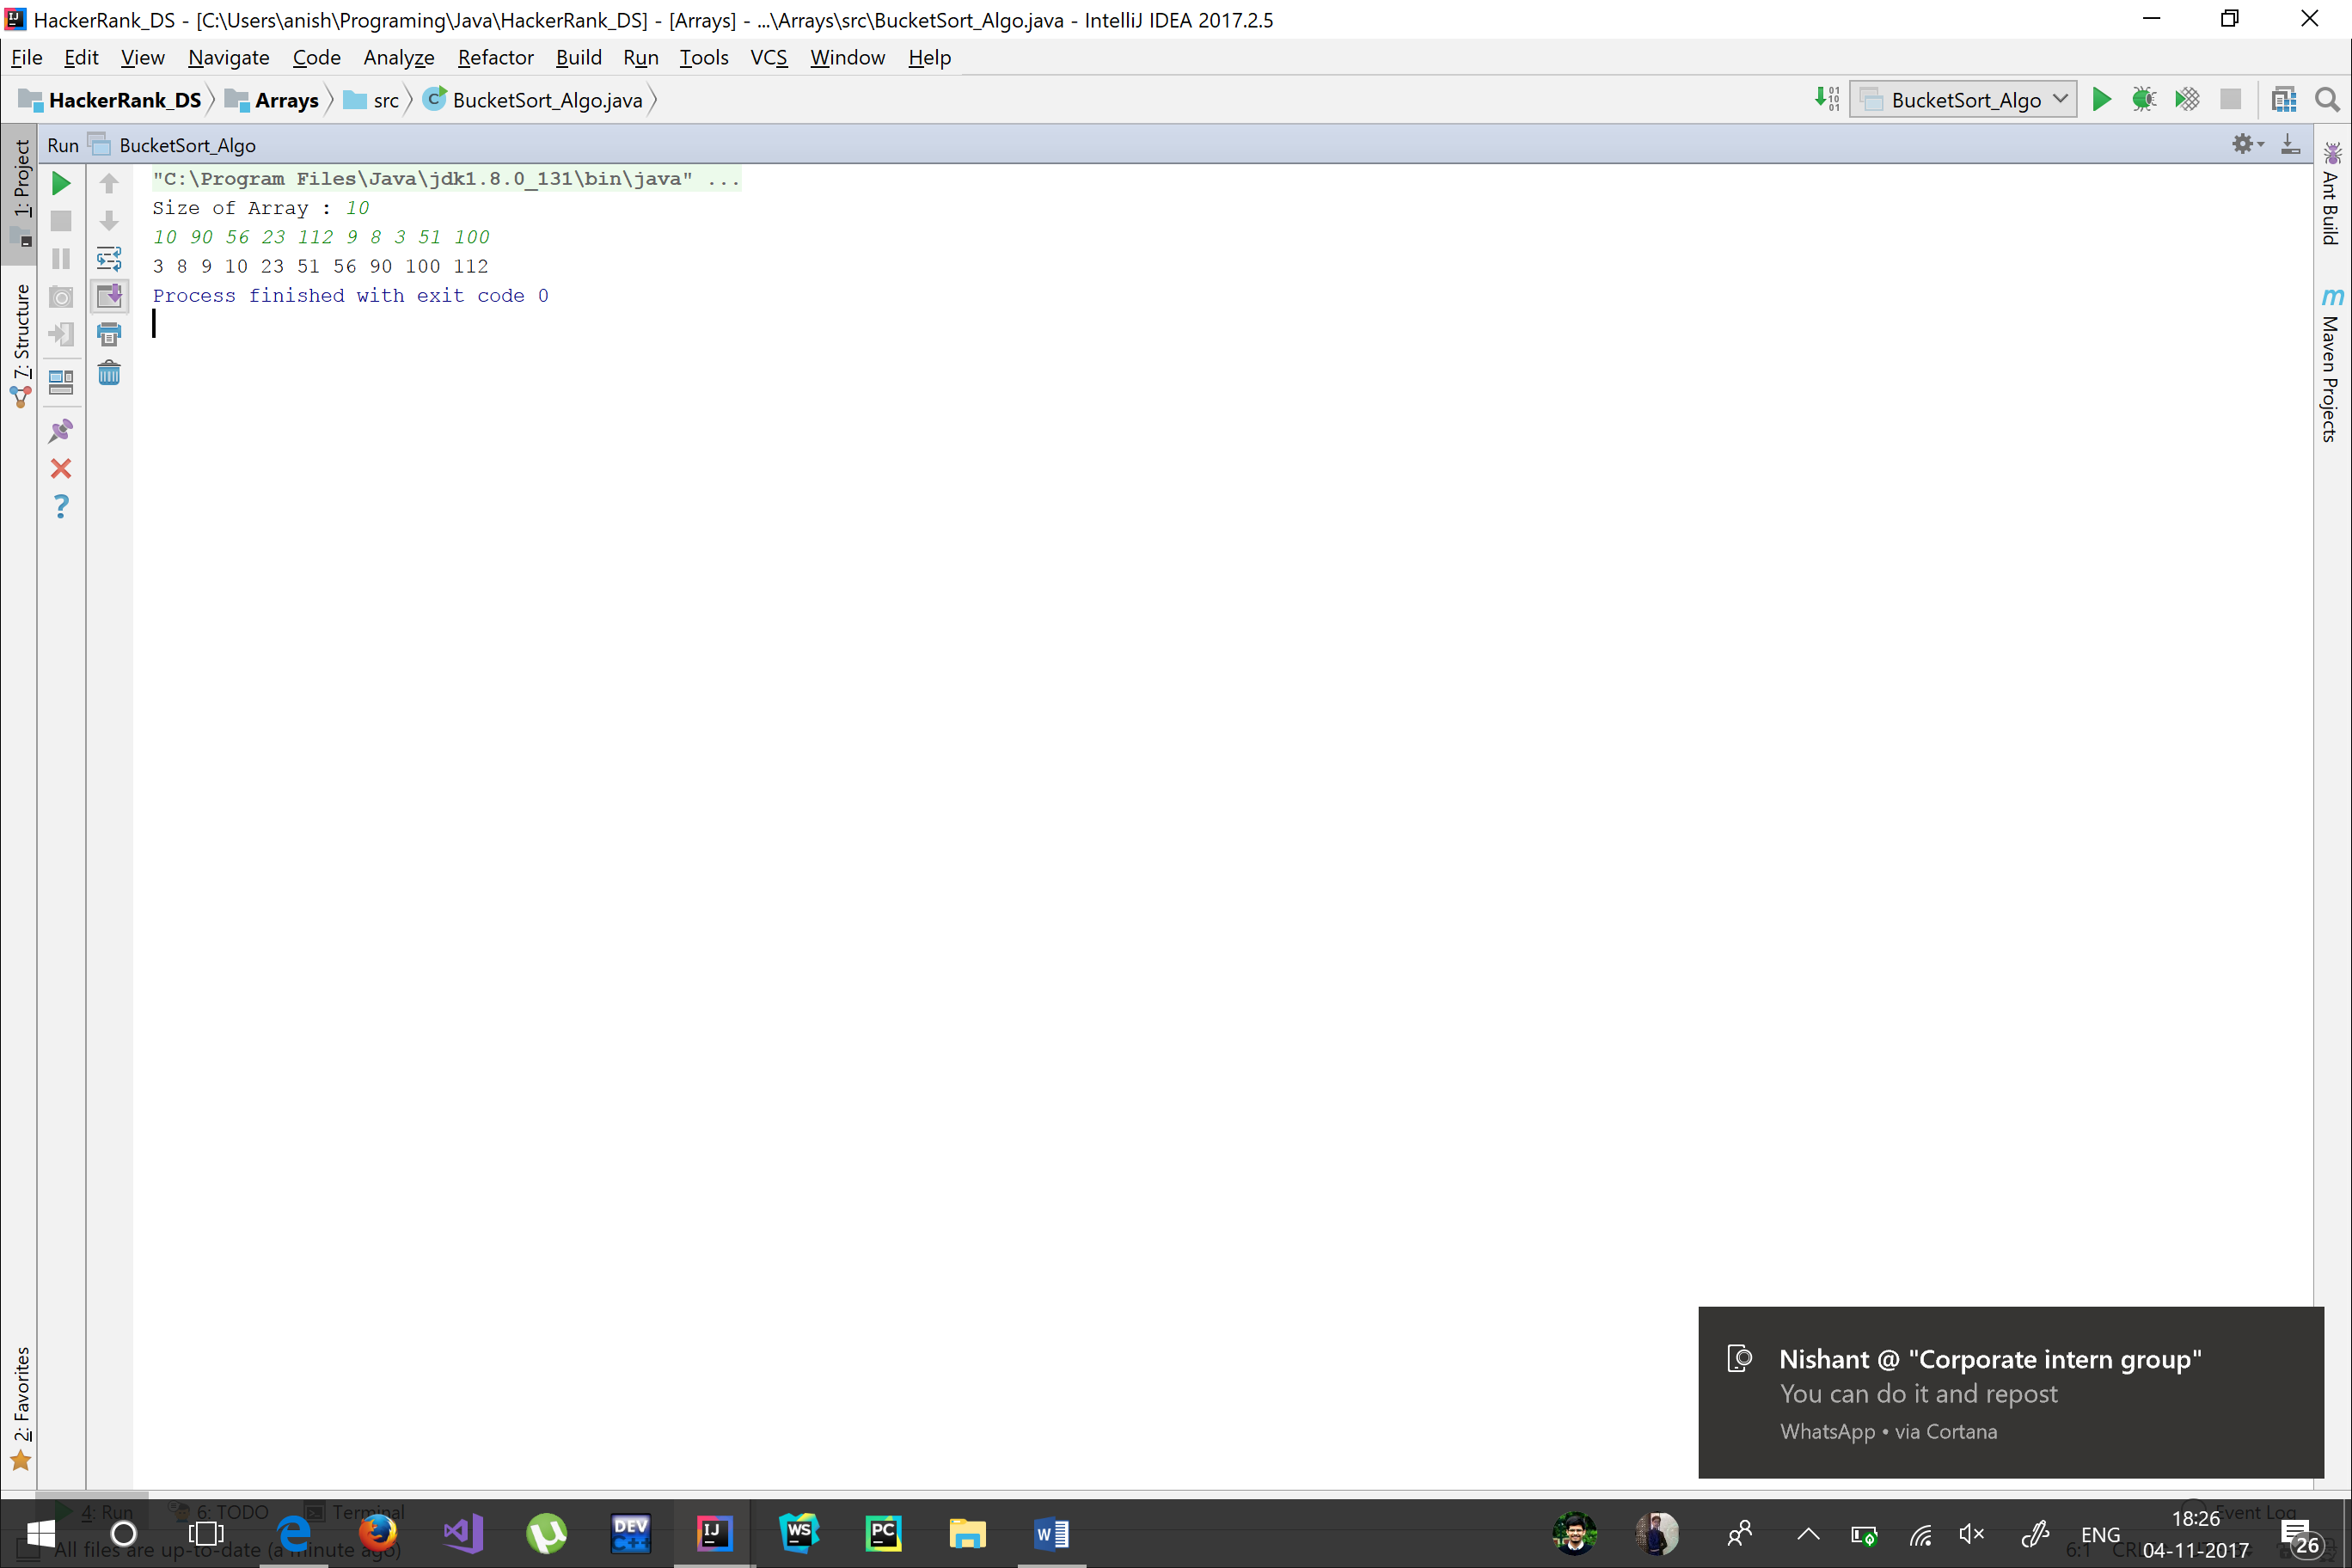 HackerRank_DS - [C:\Users\anish\Programing\Java\HackerRank_DS] - [Arrays] - ...\Arrays\src\BucketSort_Algo.java - IntelliJ IDEA 2017.2.5
File Edit View Navigate Code Analyze Refactor Build Run Tools VCS Window Help
HackerRank_DS Arrays src BucketSort_Algo.java BucketSort_Algo
Run BucketSort_Algo
1: Project
7: Structure
2: Favorites
"C:\Program Files\Java\jdk1.8.0_131\bin\java" ...
Size of Array : 10
10 90 56 23 112 9 8 3 51 100
3 8 9 10 23 51 56 90 100 112
Process finished with exit code 0
Ant Build
m Maven Projects
Nishant @ "Corporate intern group"
You can do it and repost
WhatsApp • via Cortana
4: Run 6: TODO Terminal Event Log
All files are up-to-date (a minute ago) 6:1
DEV C++ IJ WS PC W
ENG
18:26
04-11-2017
26